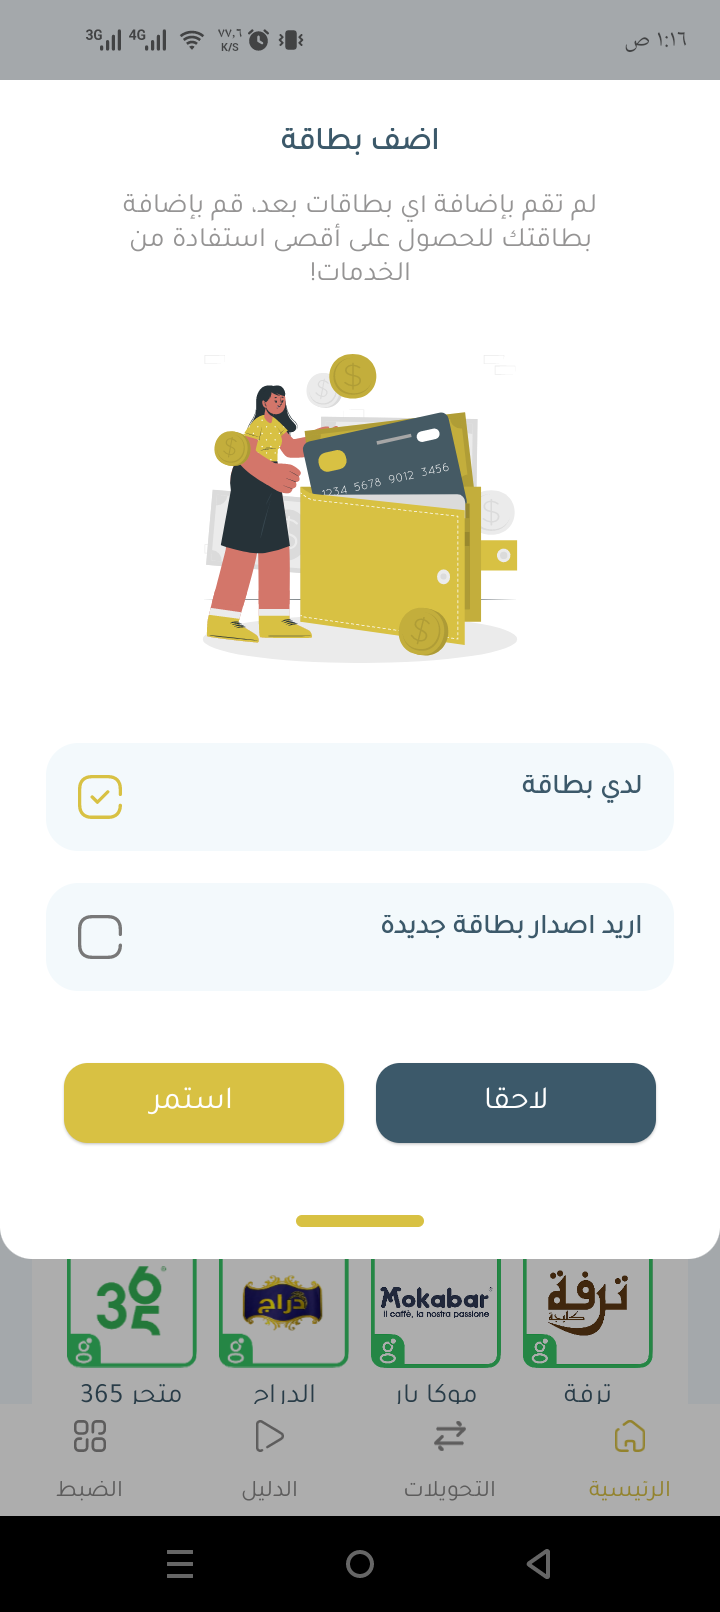 3G 4G ٧٧,٦ K/S ١:١٦ ص
اضف بطاقة
لم تقم بإضافة اي بطاقات بعد، قم بإضافة
بطاقتك للحصول على أقصى استفادة من
الخدمات!
1234 5678 9012 3456
لدي بطاقة
اريد اصدار بطاقة جديدة
لاحقا
استمر
ترفة
كليجة
Mokabar
il caffè, la nostra passione
دراج
365
ترفة
موكا بار
الدراج
متجر 365
الرئيسية
التحويلات
الدليل
الضبط